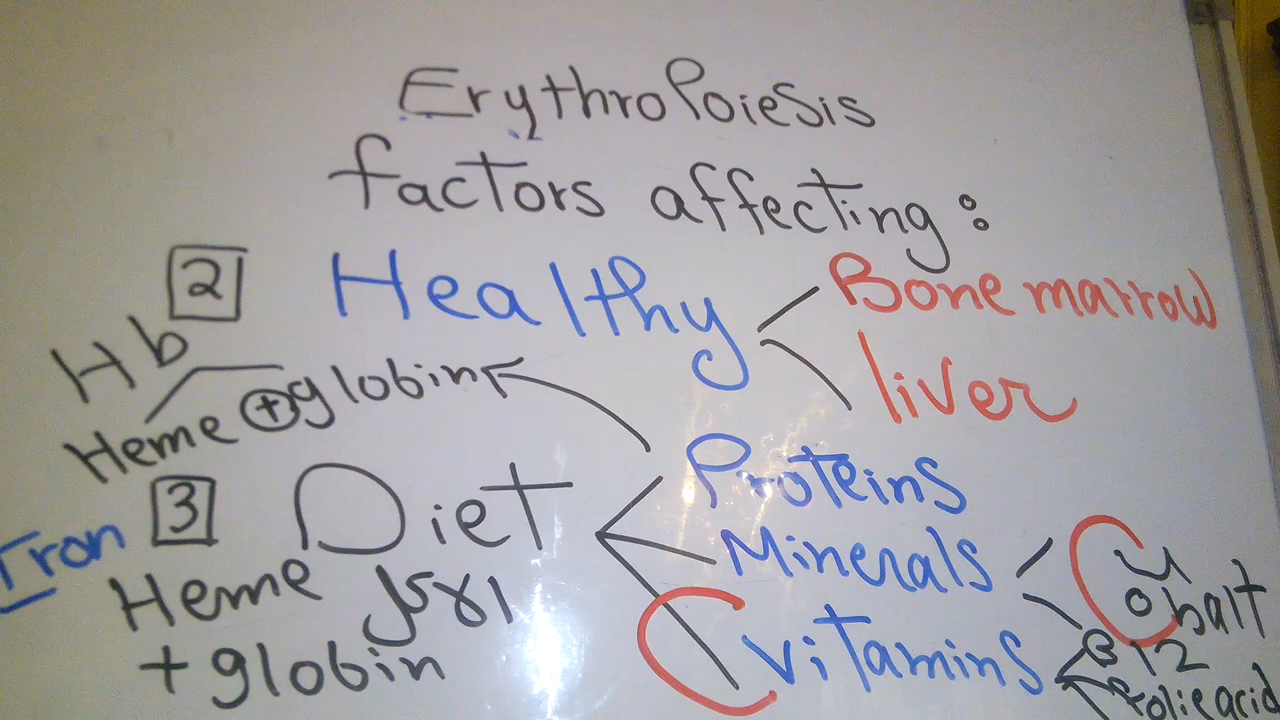 Erythropoiesis
factors affecting:
2 Healthy Bone marrow
liver
Hb
Heme + globin
3 Diet Proteins
Minerals Cu
Cobalt
C vitamins B12
Folic acid
Iron
Heme
+ globin